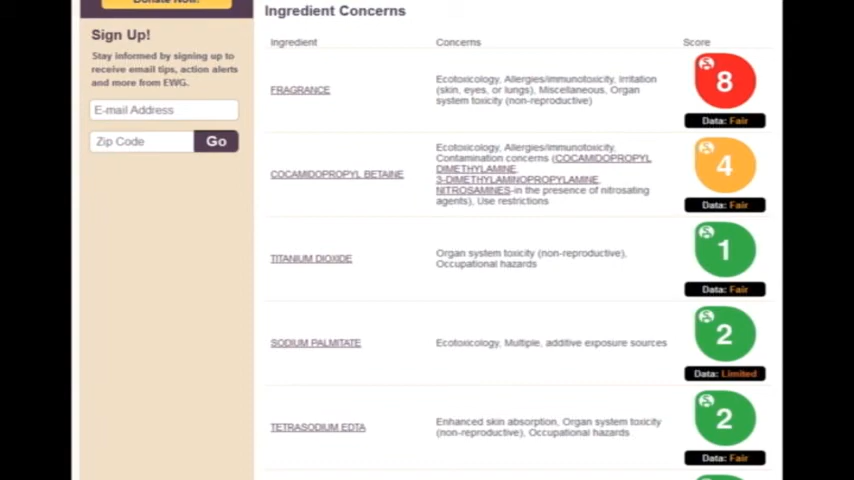 Donate Now!
Ingredient Concerns
Sign Up!
Stay informed by signing up to
receive email tips, action alerts
and more from EWG.
E-mail Address
Zip Code
Go
Ingredient
Concerns
Score
FRAGRANCE
Ecotoxicology, Allergies/immunotoxicity, Irritation
(skin, eyes, or lungs), Miscellaneous, Organ
system toxicity (non-reproductive)
8
Data: Fair
COCAMIDOPROPYL BETAINE
Ecotoxicology, Allergies/immunotoxicity,
Contamination concerns (COCAMIDOPROPYL
DIMETHYLAMINE,
3-DIMETHYLAMINOPROPYLAMINE,
NITROSAMINES-in the presence of nitrosating
agents), Use restrictions
4
Data: Fair
TITANIUM DIOXIDE
Organ system toxicity (non-reproductive),
Occupational hazards
1
Data: Fair
SODIUM PALMITATE
Ecotoxicology, Multiple, additive exposure sources
2
Data: Limited
TETRASODIUM EDTA
Enhanced skin absorption, Organ system toxicity
(non-reproductive), Occupational hazards
2
Data: Fair